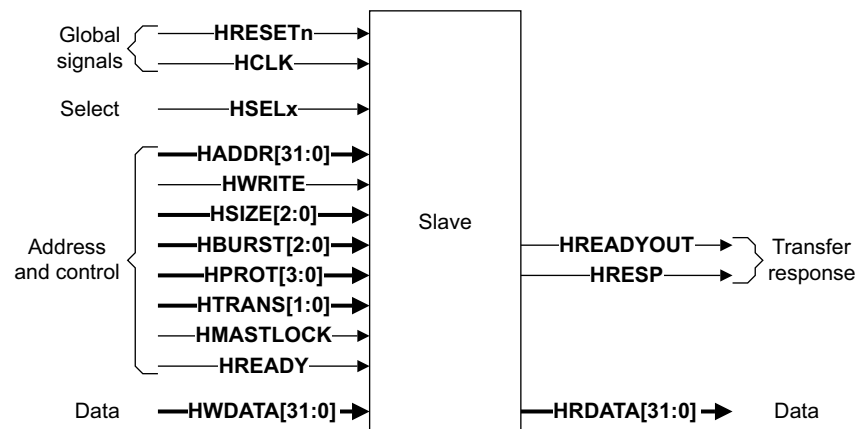 Global
signals
HRESETn
HCLK
Select
HSELx
Address
and control
HADDR[31:0]
HWRITE
HSIZE[2:0]
HBURST[2:0]
HPROT[3:0]
HTRANS[1:0]
HMASTLOCK
HREADY
Data
HWDATA[31:0]
Slave
HREADYOUT
HRESP
Transfer
response
HRDATA[31:0]
Data